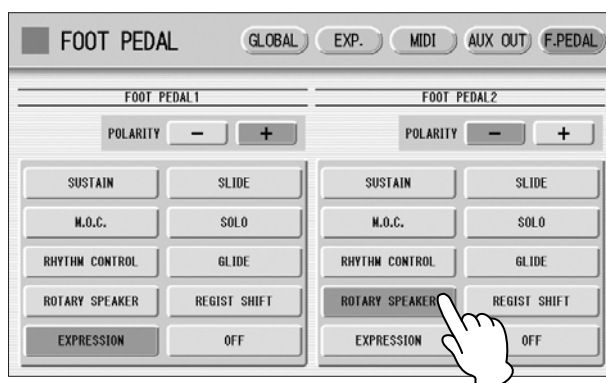 FOOT PEDAL GLOBAL EXP. MIDI AUX OUT F.PEDAL
FOOT PEDAL1
POLARITY − +
SUSTAIN SLIDE
M.O.C. SOLO
RHYTHM CONTROL GLIDE
ROTARY SPEAKER REGIST SHIFT
EXPRESSION OFF
FOOT PEDAL2
POLARITY − +
SUSTAIN SLIDE
M.O.C. SOLO
RHYTHM CONTROL GLIDE
ROTARY SPEAKER REGIST SHIFT
EXPRESSION OFF